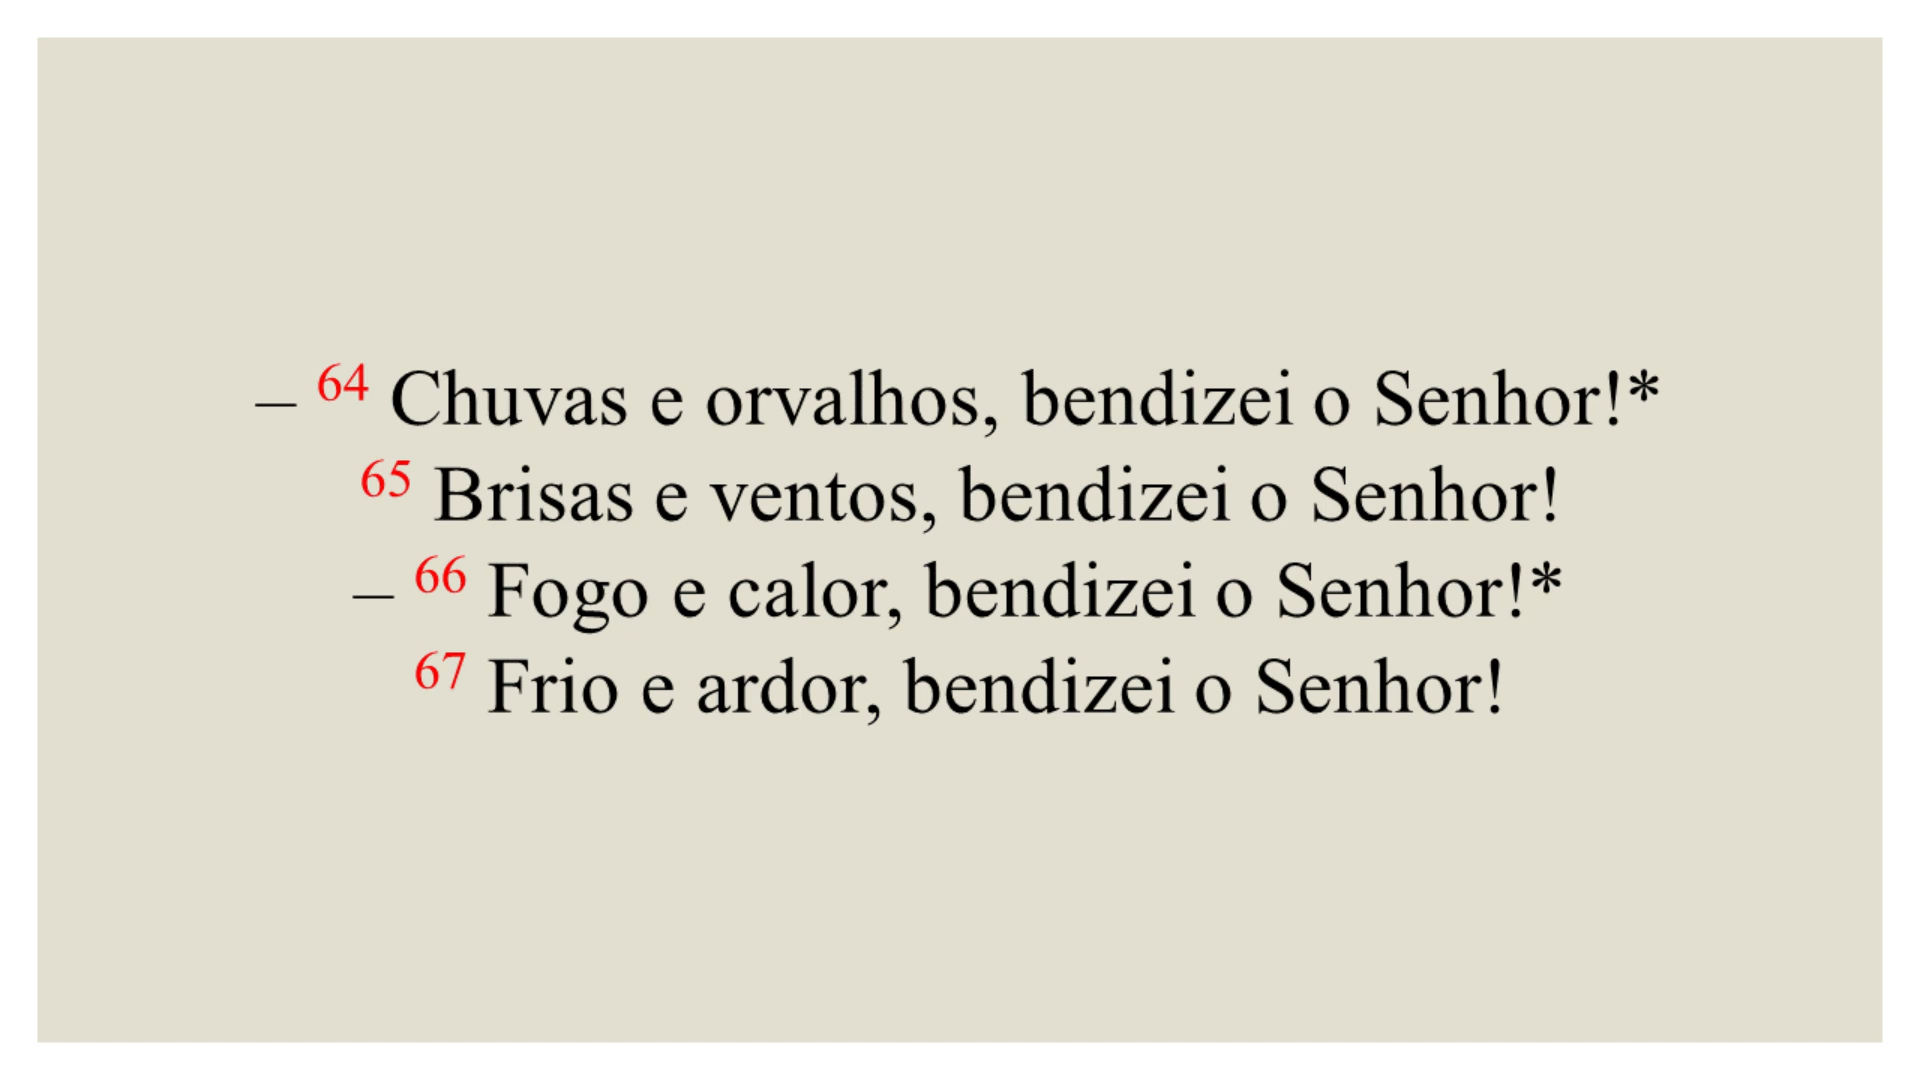 – 64 Chuvas e orvalhos, bendizei o Senhor!*
65 Brisas e ventos, bendizei o Senhor!
– 66 Fogo e calor, bendizei o Senhor!*
67 Frio e ardor, bendizei o Senhor!